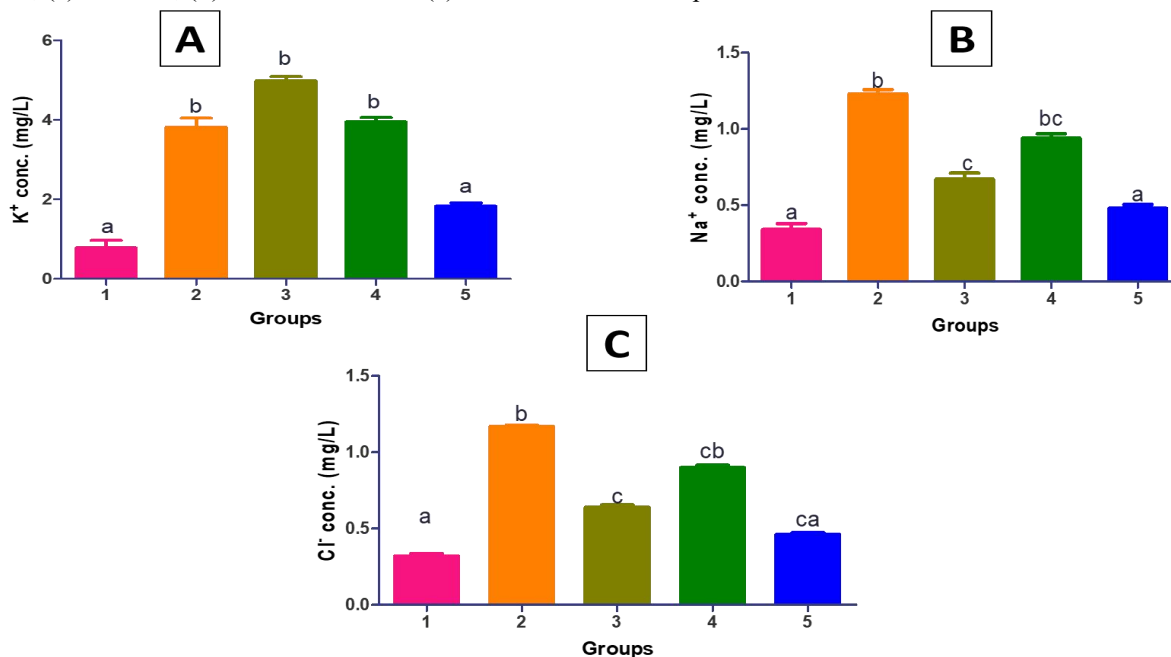 A
K⁺ conc. (mg/L)
6
4
2
0
a
b
b
b
a
1 2 3 4 5
Groups
B
Na⁺ conc. (mg/L)
1.5
1.0
0.5
0.0
a
b
c
bc
a
1 2 3 4 5
Groups
C
Cl⁻ conc. (mg/L)
1.5
1.0
0.5
0.0
a
b
c
cb
ca
1 2 3 4 5
Groups